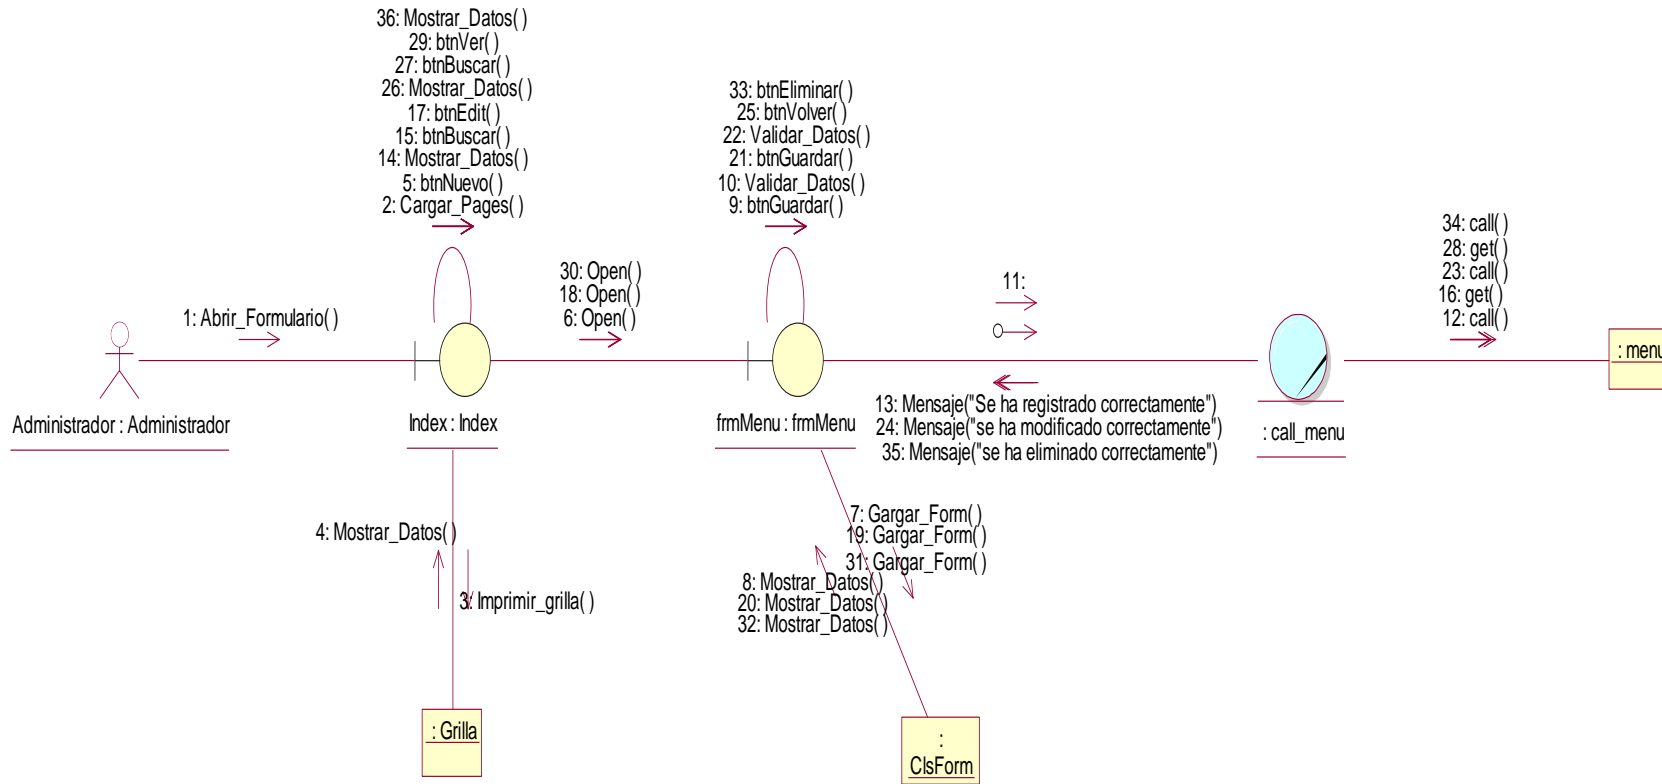 36: Mostrar_Datos( )
29: btnVer( )
27: btnBuscar( )
26: Mostrar_Datos( )
17: btnEdit( )
15: btnBuscar( )
14: Mostrar_Datos( )
5: btnNuevo( )
2: Cargar_Pages( )
33: btnEliminar( )
25: btnVolver( )
22: Validar_Datos( )
21: btnGuardar( )
10: Validar_Datos( )
9: btnGuardar( )
34: call( )
28: get( )
23: call( )
16: get( )
12: call( )
30: Open( )
18: Open( )
6: Open( )
11:
1: Abrir_Formulario( )
: menu
Administrador : Administrador
Index : Index
frmMenu : frmMenu
13: Mensaje("Se ha registrado correctamente")
24: Mensaje("se ha modificado correctamente")
35: Mensaje("se ha eliminado correctamente")
: call_menu
4: Mostrar_Datos( )
3: Imprimir_grilla( )
7: Gargar_Form( )
19: Gargar_Form( )
31: Gargar_Form( )
8: Mostrar_Datos( )
20: Mostrar_Datos( )
32: Mostrar_Datos( )
: Grilla
:
ClsForm